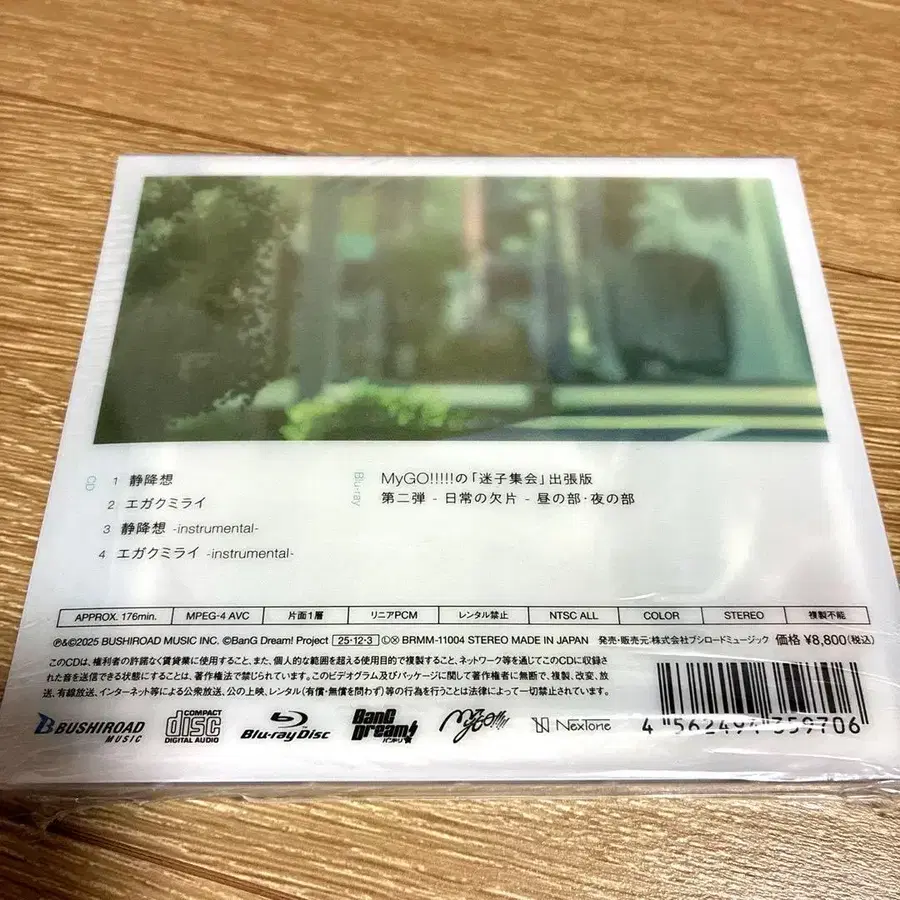 CD
1 静降想
2 エガクミライ
3 静降想 -instrumental-
4 エガクミライ -instrumental-
Blu-ray
MyGO!!!!!の「迷子集会」出張版
第二弾 - 日常の欠片 - 昼の部・夜の部
APPROX. 176min. MPEG-4 AVC 片面1層 リニアPCM レンタル禁止 NTSC ALL COLOR STEREO 複製不能
Ⓟ&©2025 BUSHIROAD MUSIC INC. ©BanG Dream! Project 25・12・3 Ⓛ Ⓧ BRMM-11004 STEREO MADE IN JAPAN 発売・販売元:株式会社ブシロードミュージック 価格 ¥8,800(税込)
このCDは、権利者の許諾なく賃貸業に使用すること、また、個人的な範囲を超える使用目的で複製すること、ネットワーク等を通じてこのCDに収録さ
れた音を送信できる状態にすることは、著作権法で禁じられています。このビデオグラム及びパッケージに関して著作権者に無断で、複製、改変、放
送、有線放送、インターネット等による公衆放送、公の上映、レンタル(有償・無償を問わず)等の行為を行うことは法律によって一切禁止されています。
BUSHIROAD MUSIC
COMPACT disc DIGITAL AUDIO
Blu-ray Disc
BanG Dream! バンドリ!
MyGO!!!!!
NexTone
4 562494 359706